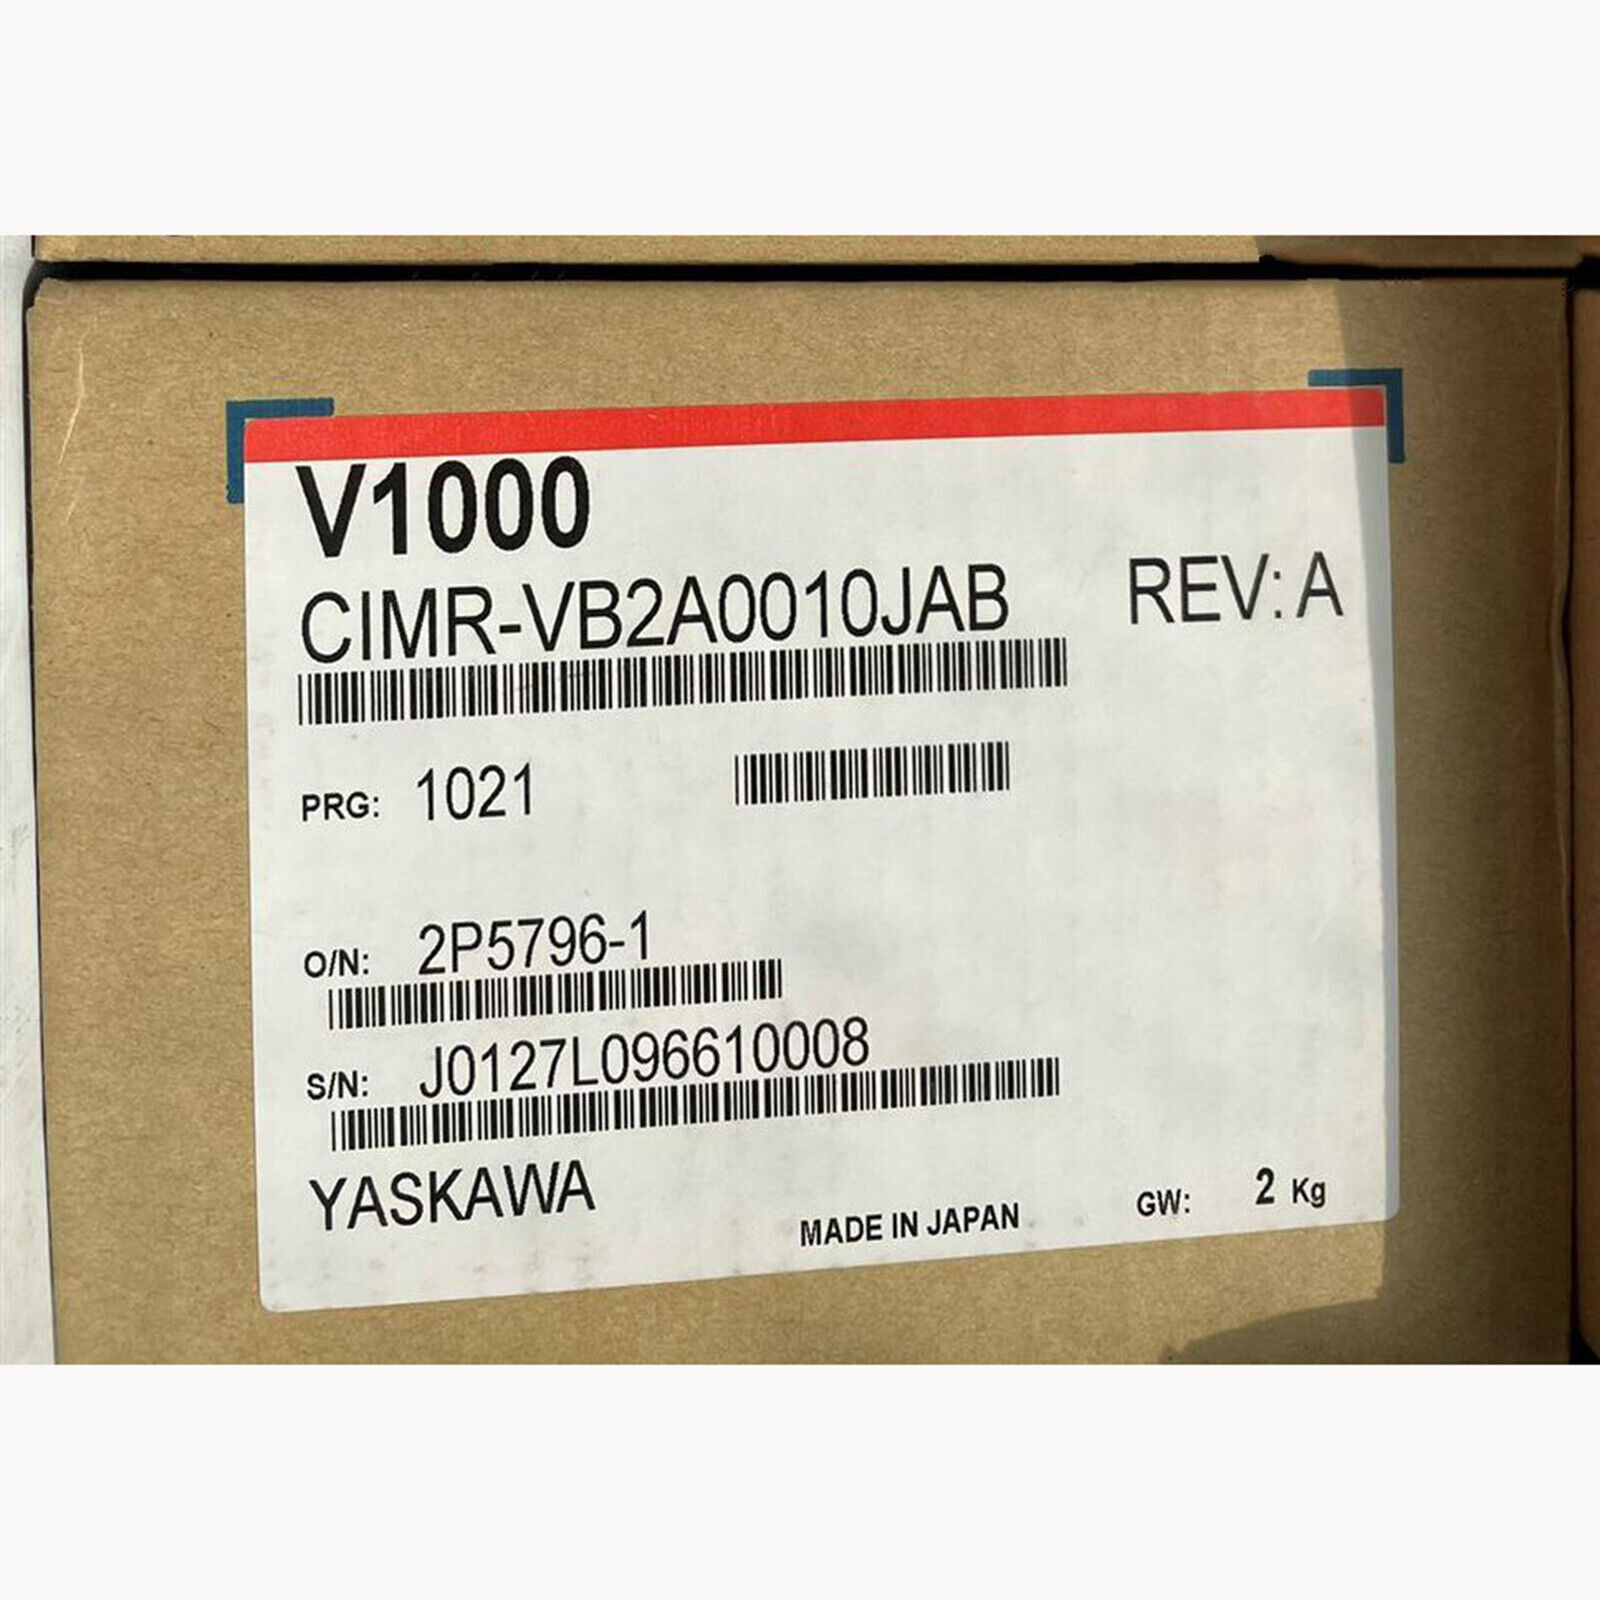 V1000
CIMR-VB2A0010JAB REV: A
PRG: 1021
O/N: 2P5796-1
S/N: J0127L096610008
YASKAWA MADE IN JAPAN GW: 2 Kg